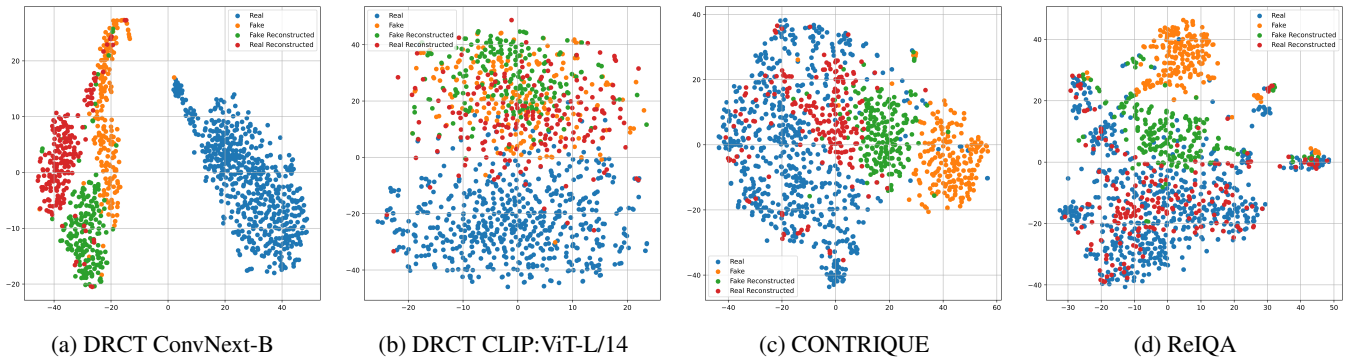 Real
Fake
Fake Reconstructed
Real Reconstructed
20
10
0
−10
−20
−40
−20
0
20
40
(a) DRCT ConvNext-B
Real
Fake
Fake Reconstructed
Real Reconstructed
40
20
0
−20
−40
−20
−10
0
10
20
(b) DRCT CLIP:ViT-L/14
40
20
0
−20
−40
Real
Fake
Fake Reconstructed
Real Reconstructed
−40
−20
0
20
40
60
(c) CONTRIQUE
Real
Fake
Fake Reconstructed
Real Reconstructed
40
20
0
−20
−40
−30
−20
−10
0
10
20
30
40
50
(d) ReIQA